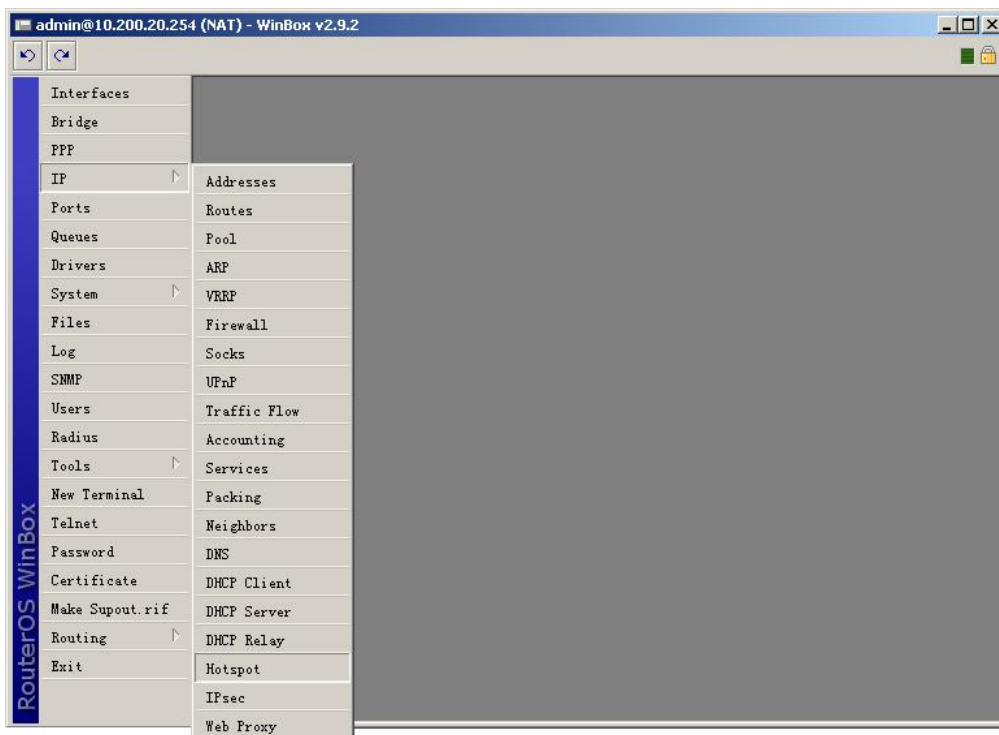 admin@10.200.20.254 (NAT) - WinBox v2.9.2
Interfaces
Bridge
PPP
IP
Ports
Queues
Drivers
System
Files
Log
SNMP
Users
Radius
Tools
New Terminal
Telnet
Password
Certificate
Make Supout.rif
Routing
Exit
Addresses
Routes
Pool
ARP
VRRP
Firewall
Socks
UPnP
Traffic Flow
Accounting
Services
Packing
Neighbors
DNS
DHCP Client
DHCP Server
DHCP Relay
Hotspot
IPsec
Web Proxy
RouterOS WinBox